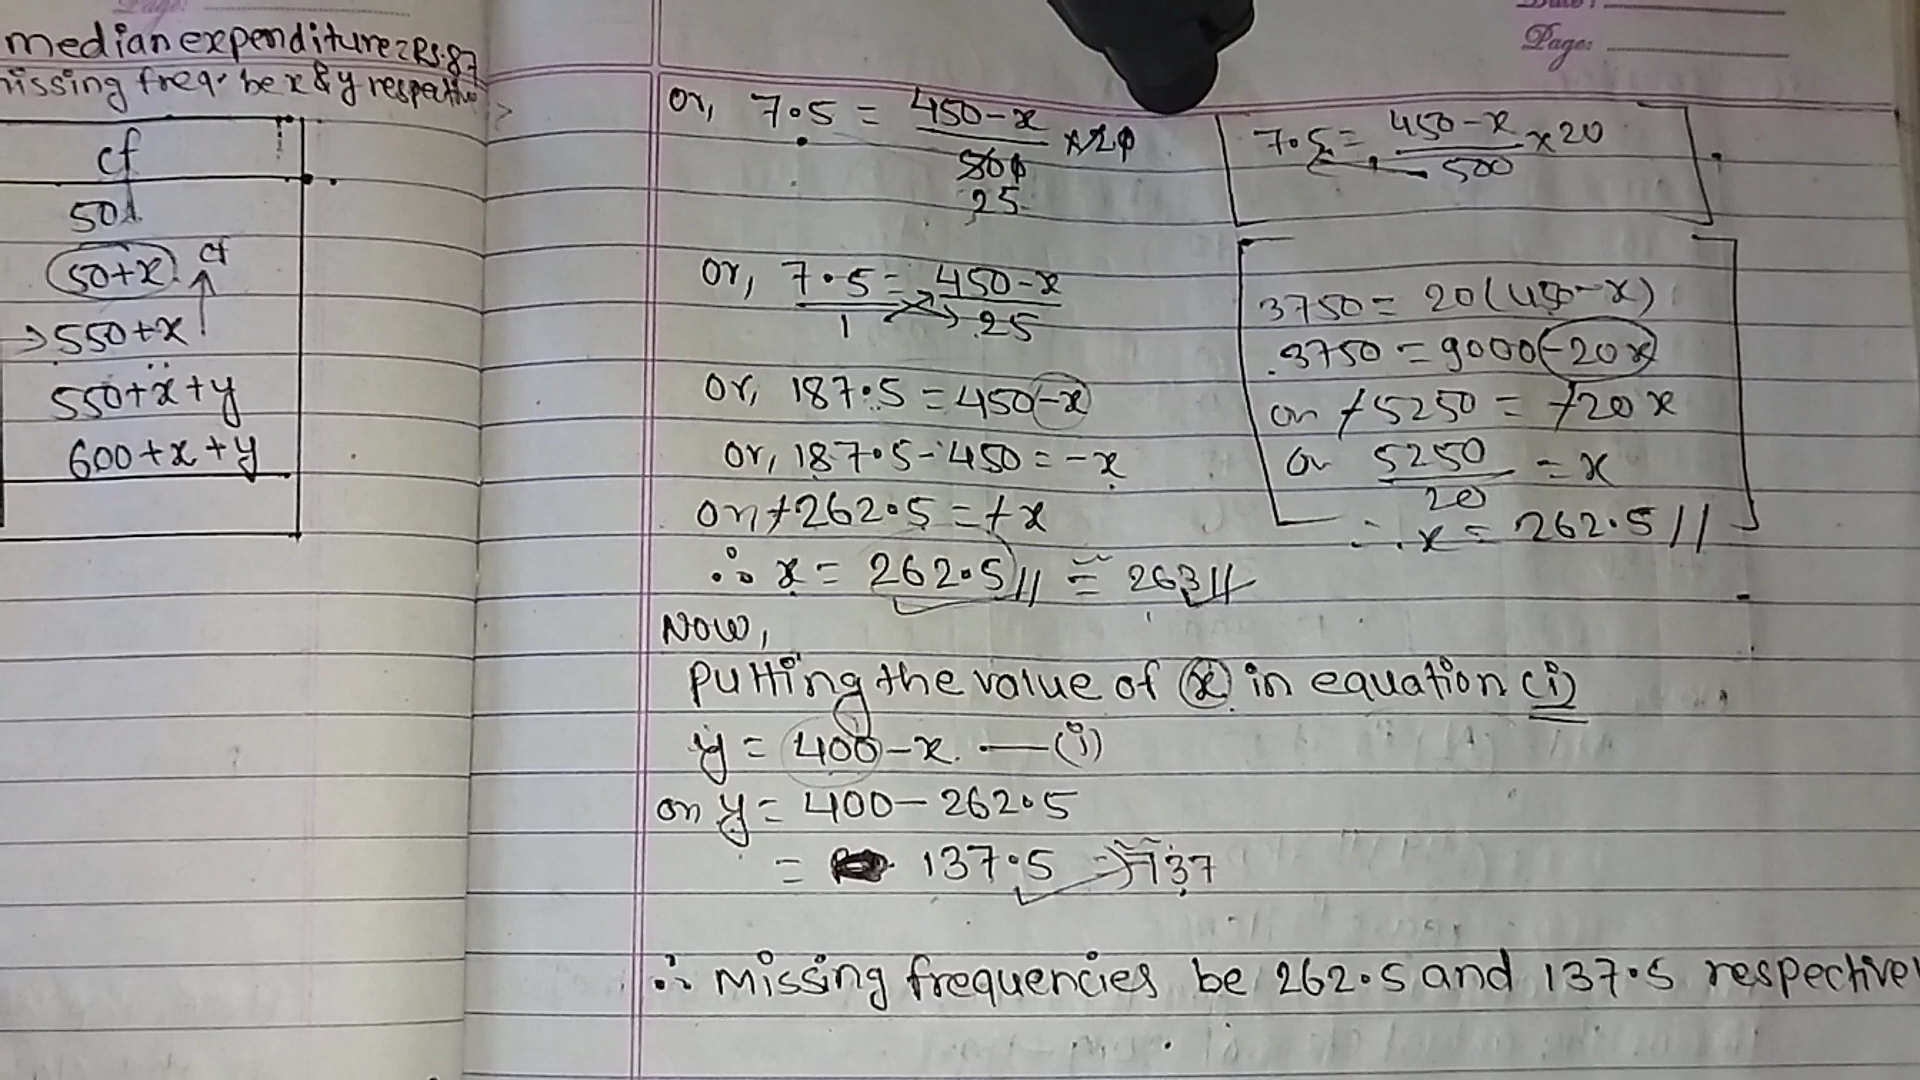 Page:
Page:
median expenditure = RS.87
missing freq. be x & y respective
cf
50
50+x cf
→550+x
550+x+y
600+x+y
or, 7.5 = 450-x/500 ×20
25
or, 7.5/1 = 450-x/25
or, 187.5 = 450-x
or, 187.5-450 = -x
or +262.5 = +x
∴ x = 262.5// ≈ 263//
Now,
putting the value of x in equation (i)
y = 400-x. —(i)
or y = 400-262.5
= 137.5 ≈ 137
∴ Missing frequencies be 262.5 and 137.5 respectivel
7.5 = 450-x/500 ×20
3750 = 20(450-x)
3750 = 9000-20x
or +5250 = +20x
or 5250/20 = x
∴ x = 262.5//